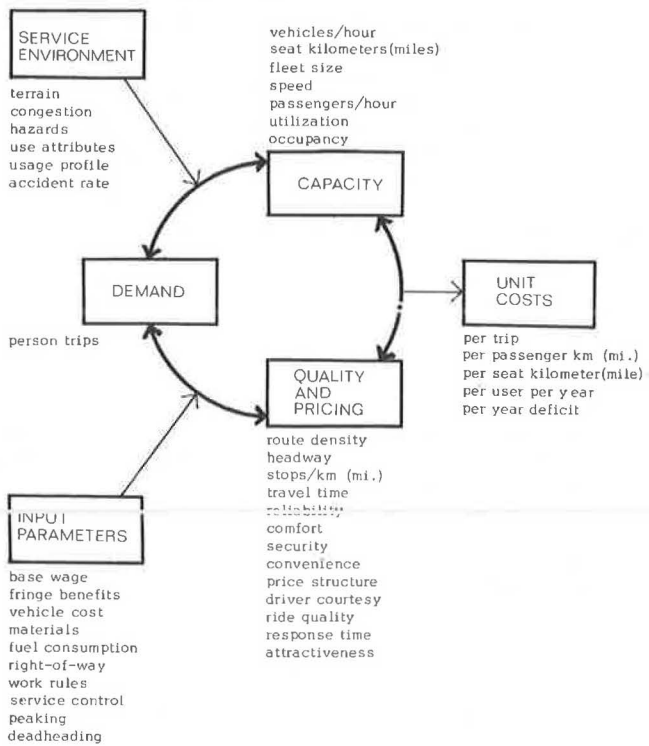 SERVICE
ENVIRONMENT
terrain
congestion
hazards
use attributes
usage profile
accident rate
vehicles/hour
seat kilometers(miles)
fleet size
speed
passengers/hour
utilization
occupancy
CAPACITY
DEMAND
person trips
UNIT
COSTS
per trip
per passenger km (mi.)
per seat kilometer(mile)
per user per year
per year deficit
QUALITY
AND
PRICING
route density
headway
stops/km (mi.)
travel time
reliability
comfort
security
convenience
price structure
driver courtesy
ride quality
response time
attractiveness
INPUT
PARAMETERS
base wage
fringe benefits
vehicle cost
materials
fuel consumption
right-of-way
work rules
service control
peaking
deadheading